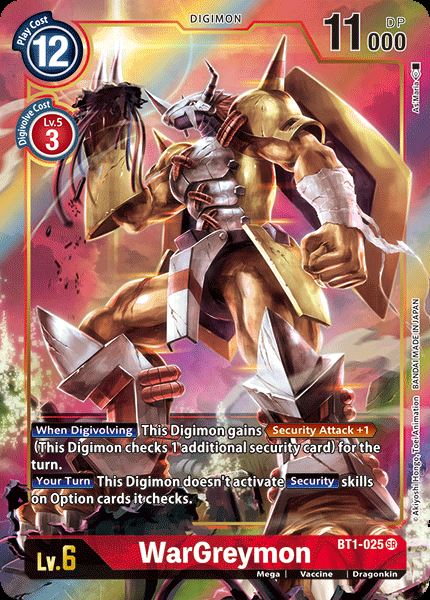 Play Cost
12
DIGIMON
11000
DP
Digivolve Cost
Lv.5
3
As'Maria
When Digivolving This Digimon gains Security Attack +1
(This Digimon checks 1 additional security card) for the
turn.
Your Turn This Digimon doesn't activate Security skills
on Option cards it checks.
©Akiyoshi Hongo, Toei Animation BANDAI MADE IN JAPAN
Lv.6
WarGreymon
BT1-025 SR
Mega | Vaccine | Dragonkin